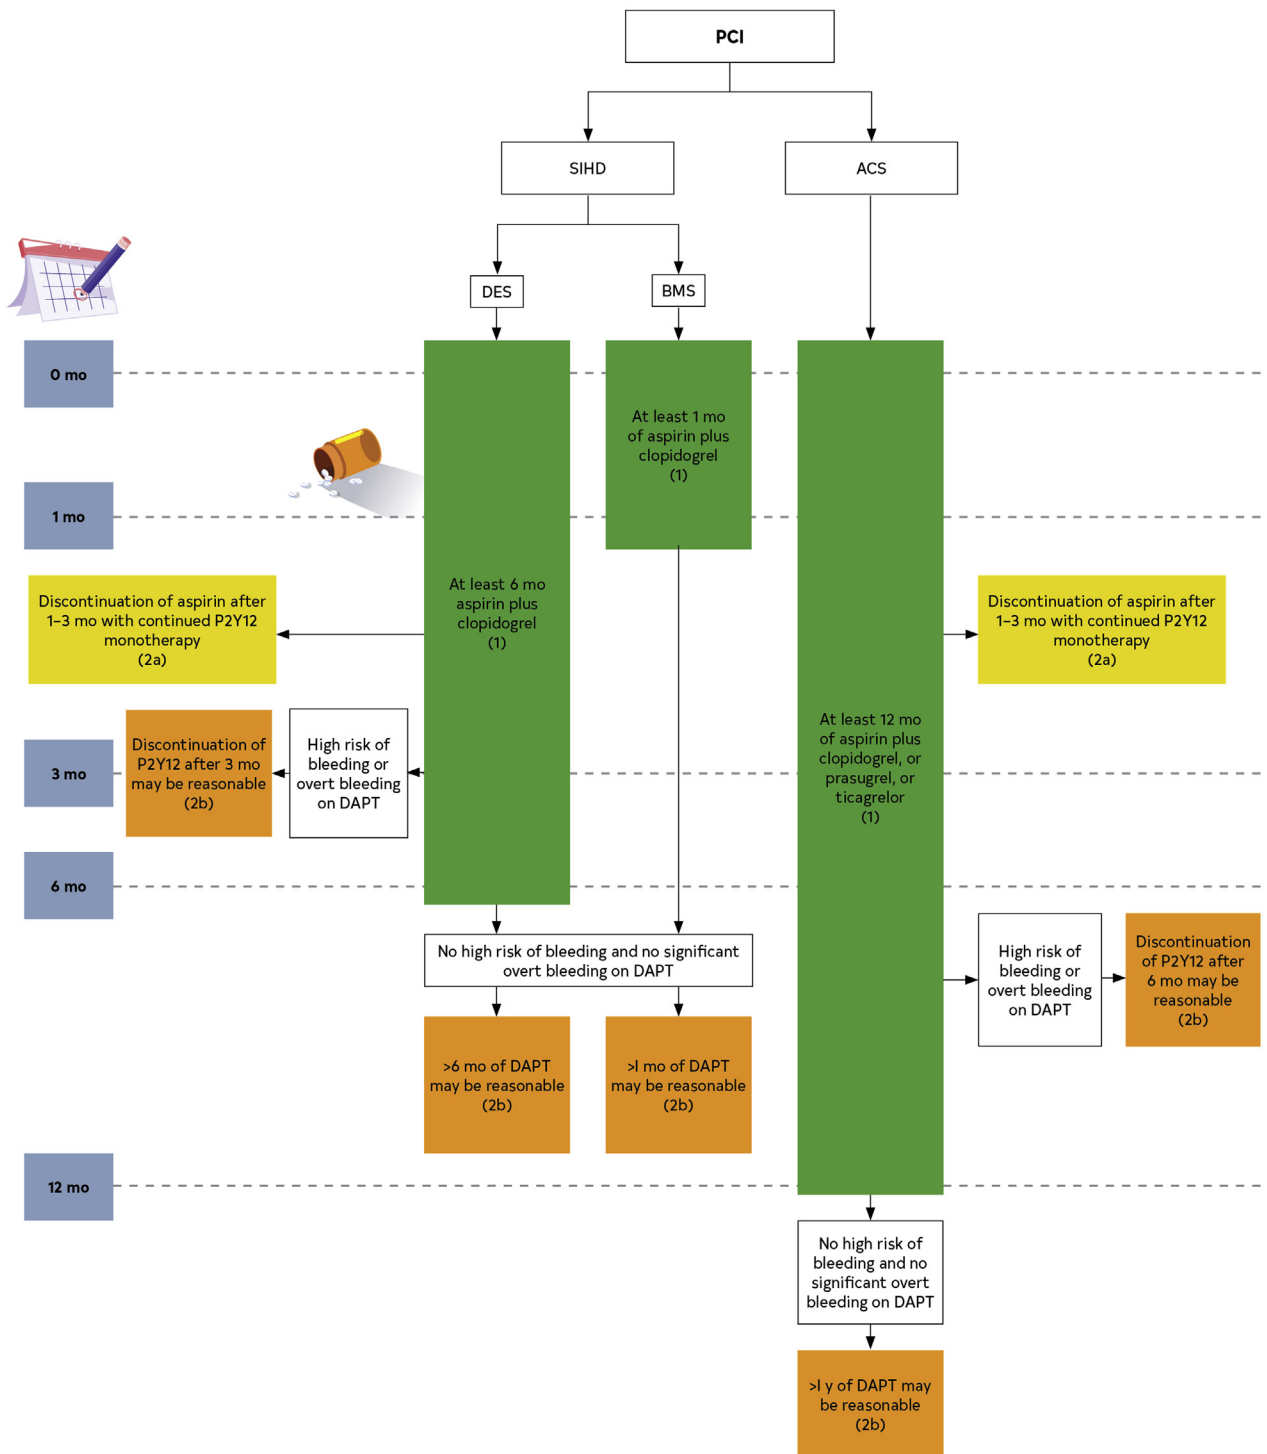 PCI
SIHD
ACS
DES
BMS
0 mo
At least 1 mo
of aspirin plus
clopidogrel
(1)
1 mo
Discontinuation of aspirin after
1–3 mo with continued P2Y12
monotherapy
(2a)
At least 6 mo
aspirin plus
clopidogrel
(1)
Discontinuation of aspirin after
1–3 mo with continued P2Y12
monotherapy
(2a)
3 mo
Discontinuation of
P2Y12 after 3 mo
may be reasonable
(2b)
High risk of
bleeding or
overt bleeding
on DAPT
At least 12 mo
of aspirin plus
clopidogrel, or
prasugrel, or
ticagrelor
(1)
6 mo
No high risk of bleeding and no significant
overt bleeding on DAPT
High risk of
bleeding or
overt bleeding
on DAPT
Discontinuation
of P2Y12 after
6 mo may be
reasonable
(2b)
>6 mo of DAPT
may be reasonable
(2b)
>l mo of DAPT
may be reasonable
(2b)
12 mo
No high risk of
bleeding and no
significant overt
bleeding on DAPT
>l y of DAPT may
be reasonable
(2b)